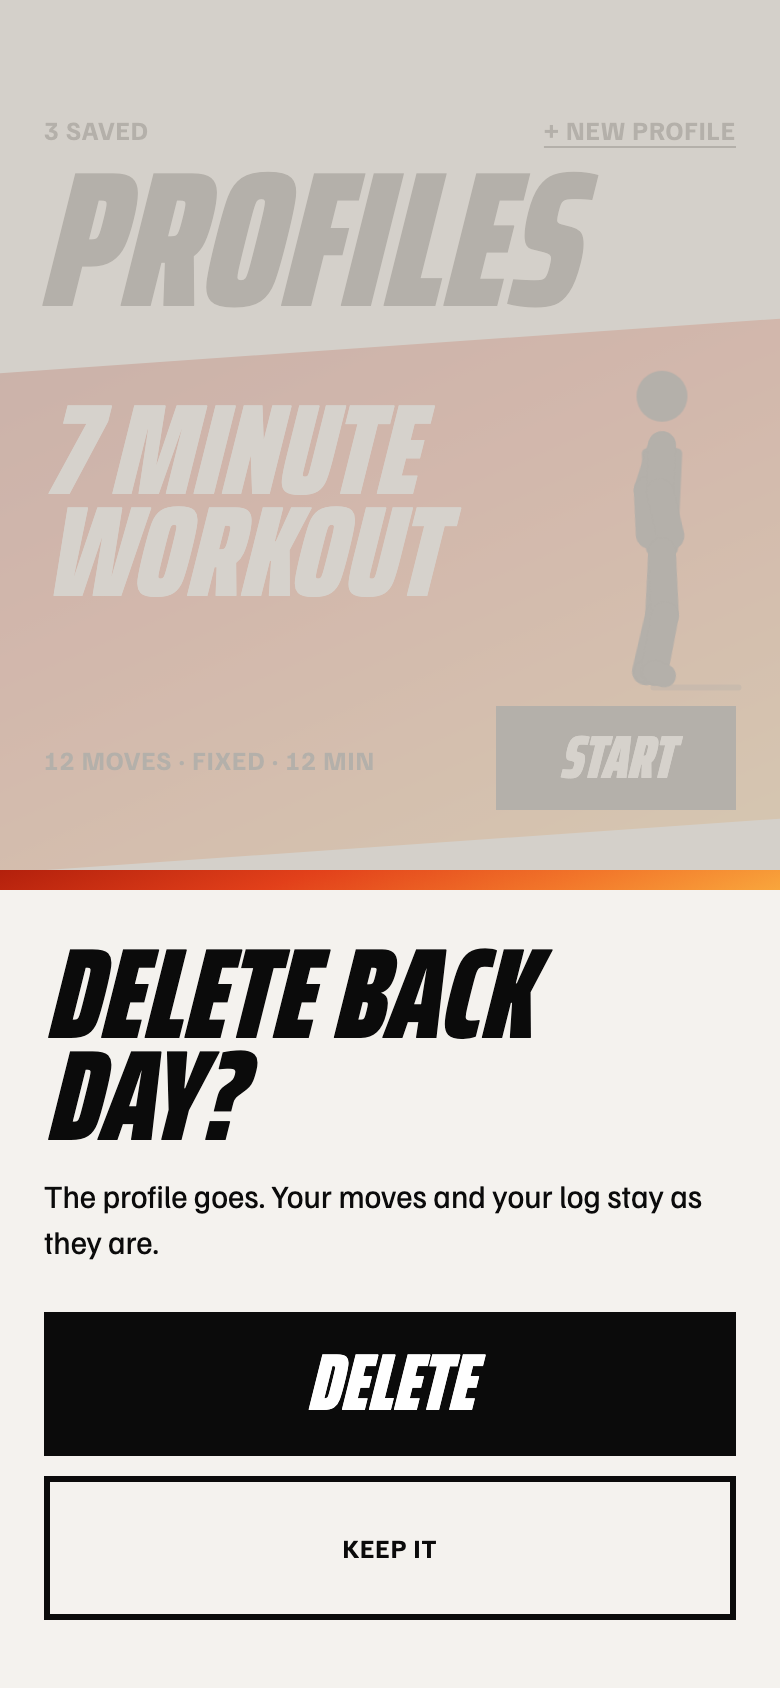 3 SAVED
+ NEW PROFILE
PROFILES
7 MINUTE
WORKOUT
12 MOVES · FIXED · 12 MIN
START
DELETE BACK
DAY?
The profile goes. Your moves and your log stay as
they are.
DELETE
KEEP IT